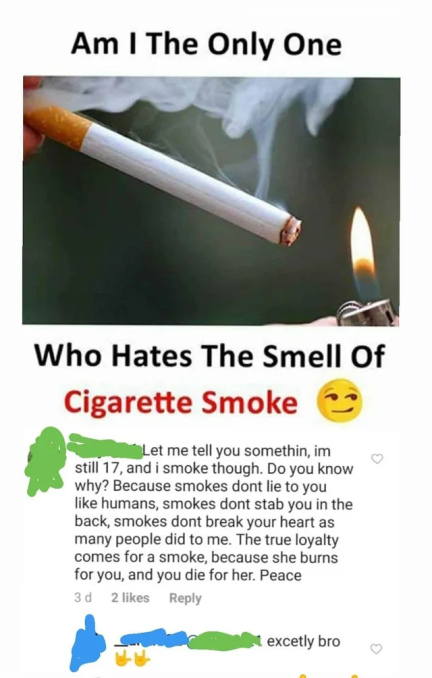 Am I The Only One
Who Hates The Smell Of
Cigarette Smoke 😏
Let me tell you somethin, im
still 17, and i smoke though. Do you know
why? Because smokes dont lie to you
like humans, smokes dont stab you in the
back, smokes dont break your heart as
many people did to me. The true loyalty
comes for a smoke, because she burns
for you, and you die for her. Peace
3 d 2 likes Reply
excetly bro
🤟🤟